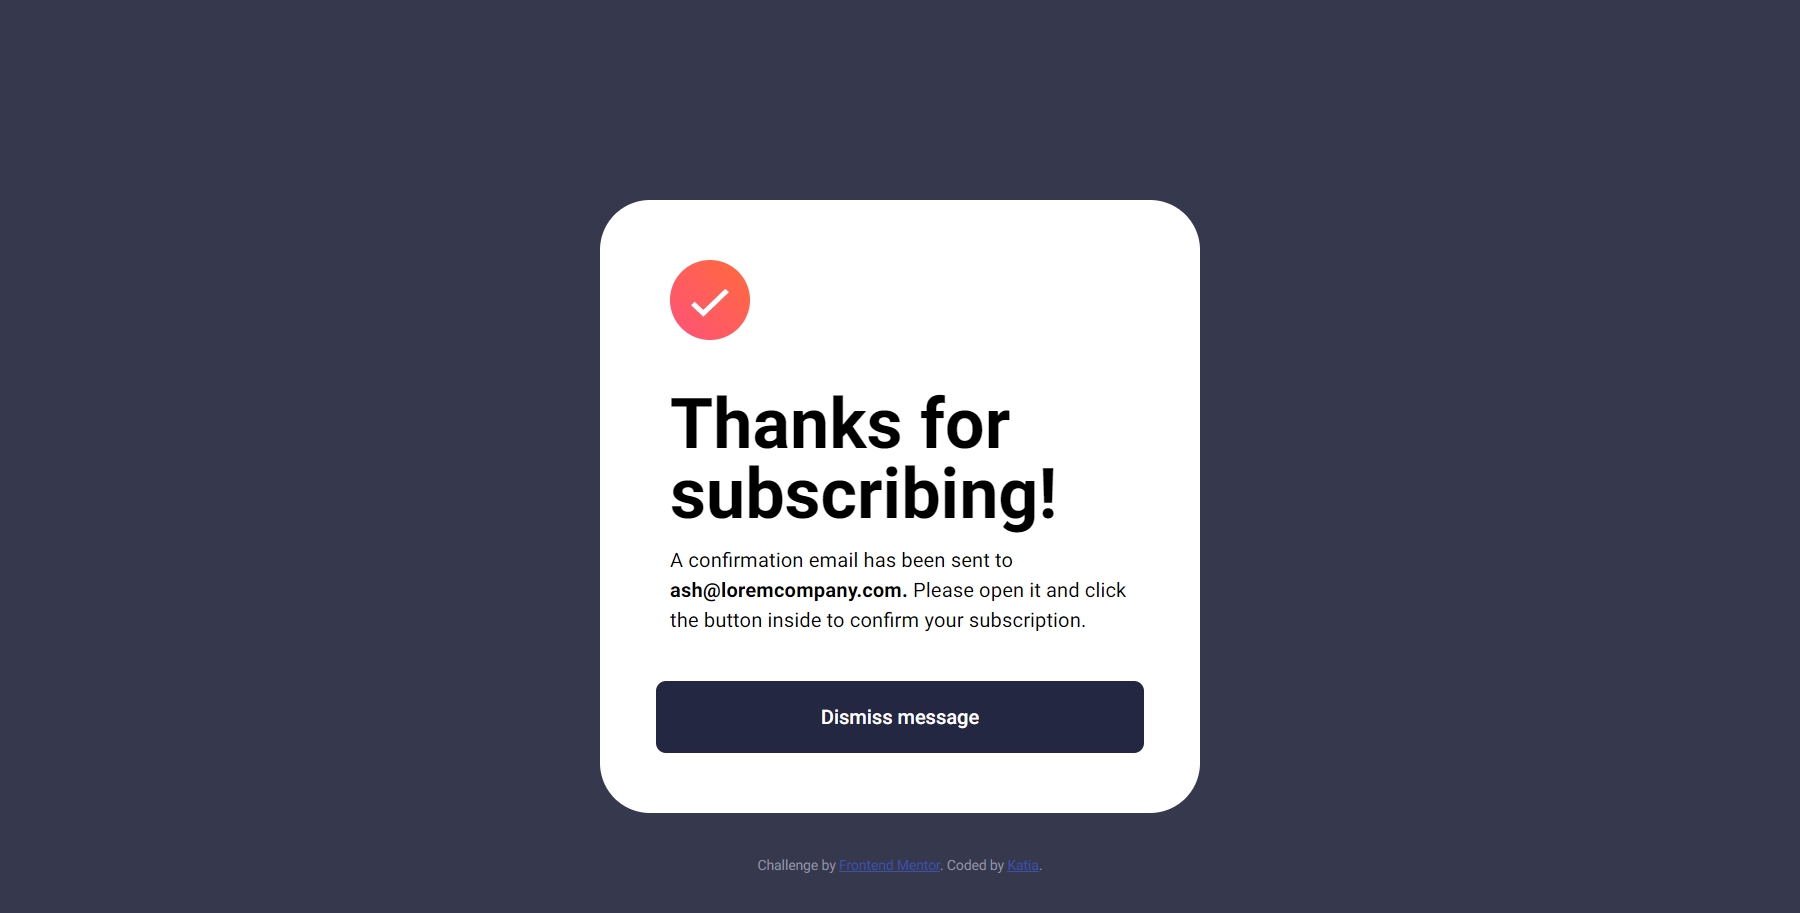 Thanks for
subscribing!
A confirmation email has been sent to
ash@loremcompany.com. Please open it and click
the button inside to confirm your subscription.
Dismiss message
Challenge by Frontend Mentor. Coded by Katia.